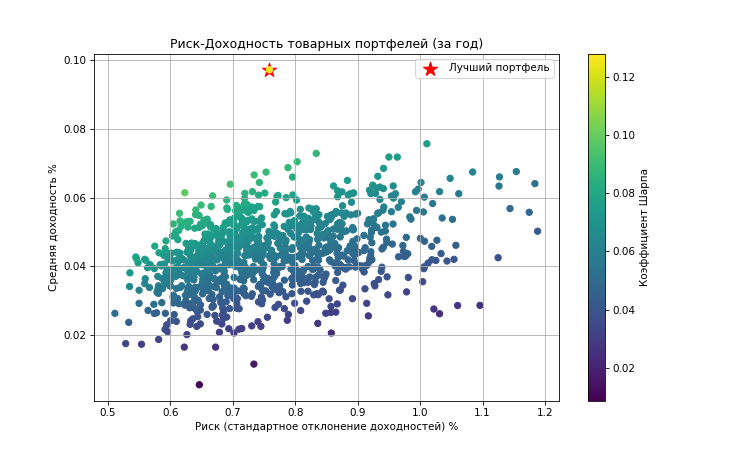 Риск-Доходность товарных портфелей (за год)
Лучший портфель
Средняя доходность %
0.10
0.08
0.06
0.04
0.02
0.5 0.6 0.7 0.8 0.9 1.0 1.1 1.2
Риск (стандартное отклонение доходностей) %
0.12
0.10
0.08
0.06
0.04
0.02
Коэффициент Шарпа